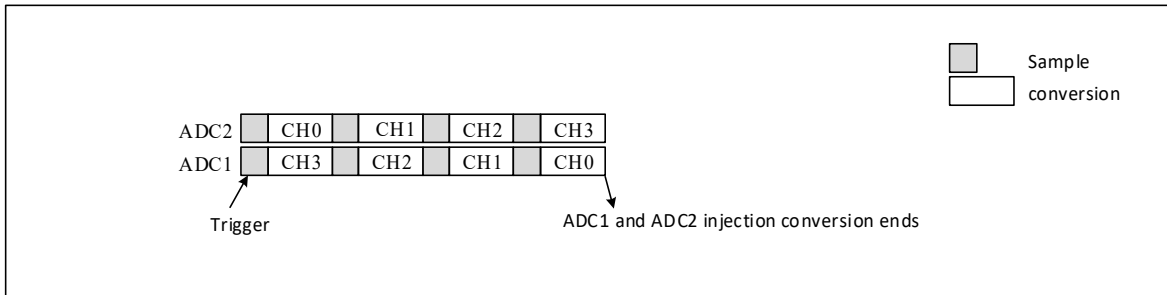 Sample
conversion
ADC2 CH0 CH1 CH2 CH3
ADC1 CH3 CH2 CH1 CH0
Trigger
ADC1 and ADC2 injection conversion ends